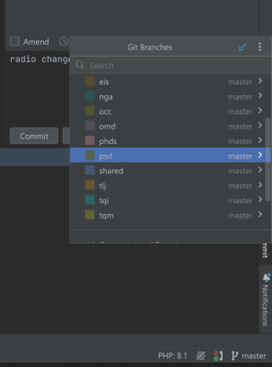 Amend
Git Branches
radio change
Search
eis master
nga master
occ master
omd master
phds master
Commit
psd master
shared master
tlj master
tqi master
tqm master
Notifications
PHP: 8.1 master